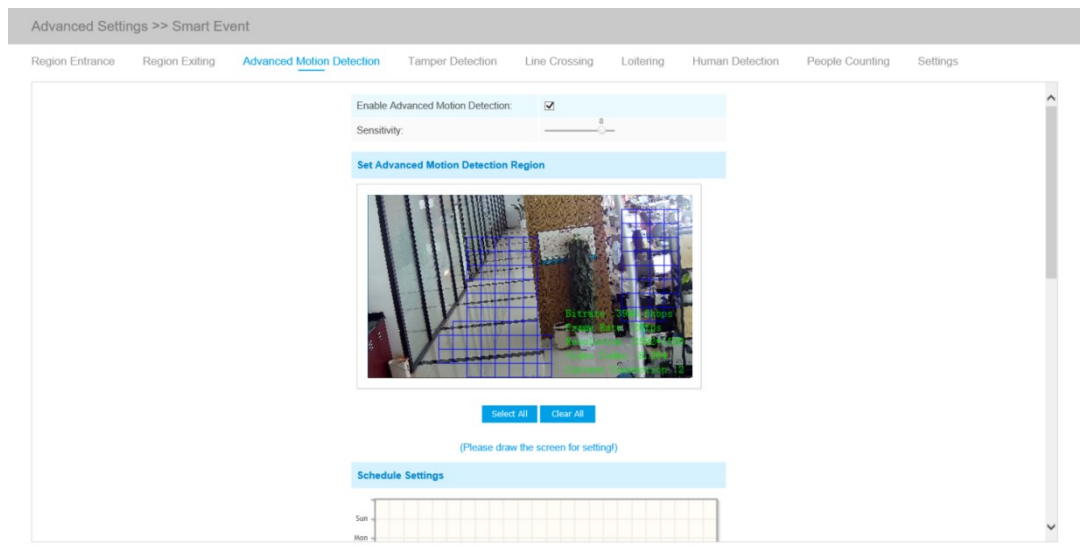 Advanced Settings >> Smart Event
Region Entrance Region Exiting Advanced Motion Detection Tamper Detection Line Crossing Loitering Human Detection People Counting Settings
Enable Advanced Motion Detection:
Sensitivity: 8
Set Advanced Motion Detection Region
Bitrate
Select All Clear All
(Please draw the screen for setting!)
Schedule Settings
Sun
Mon